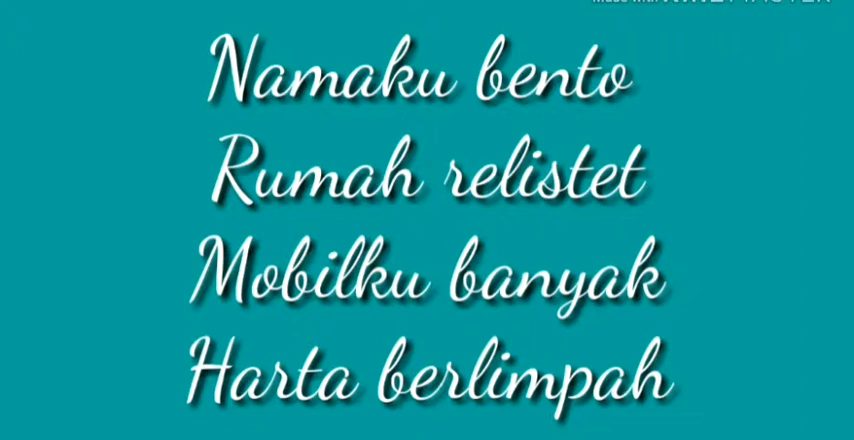 Namaku bento
Rumah relistet
Mobilku banyak
Harta berlimpah